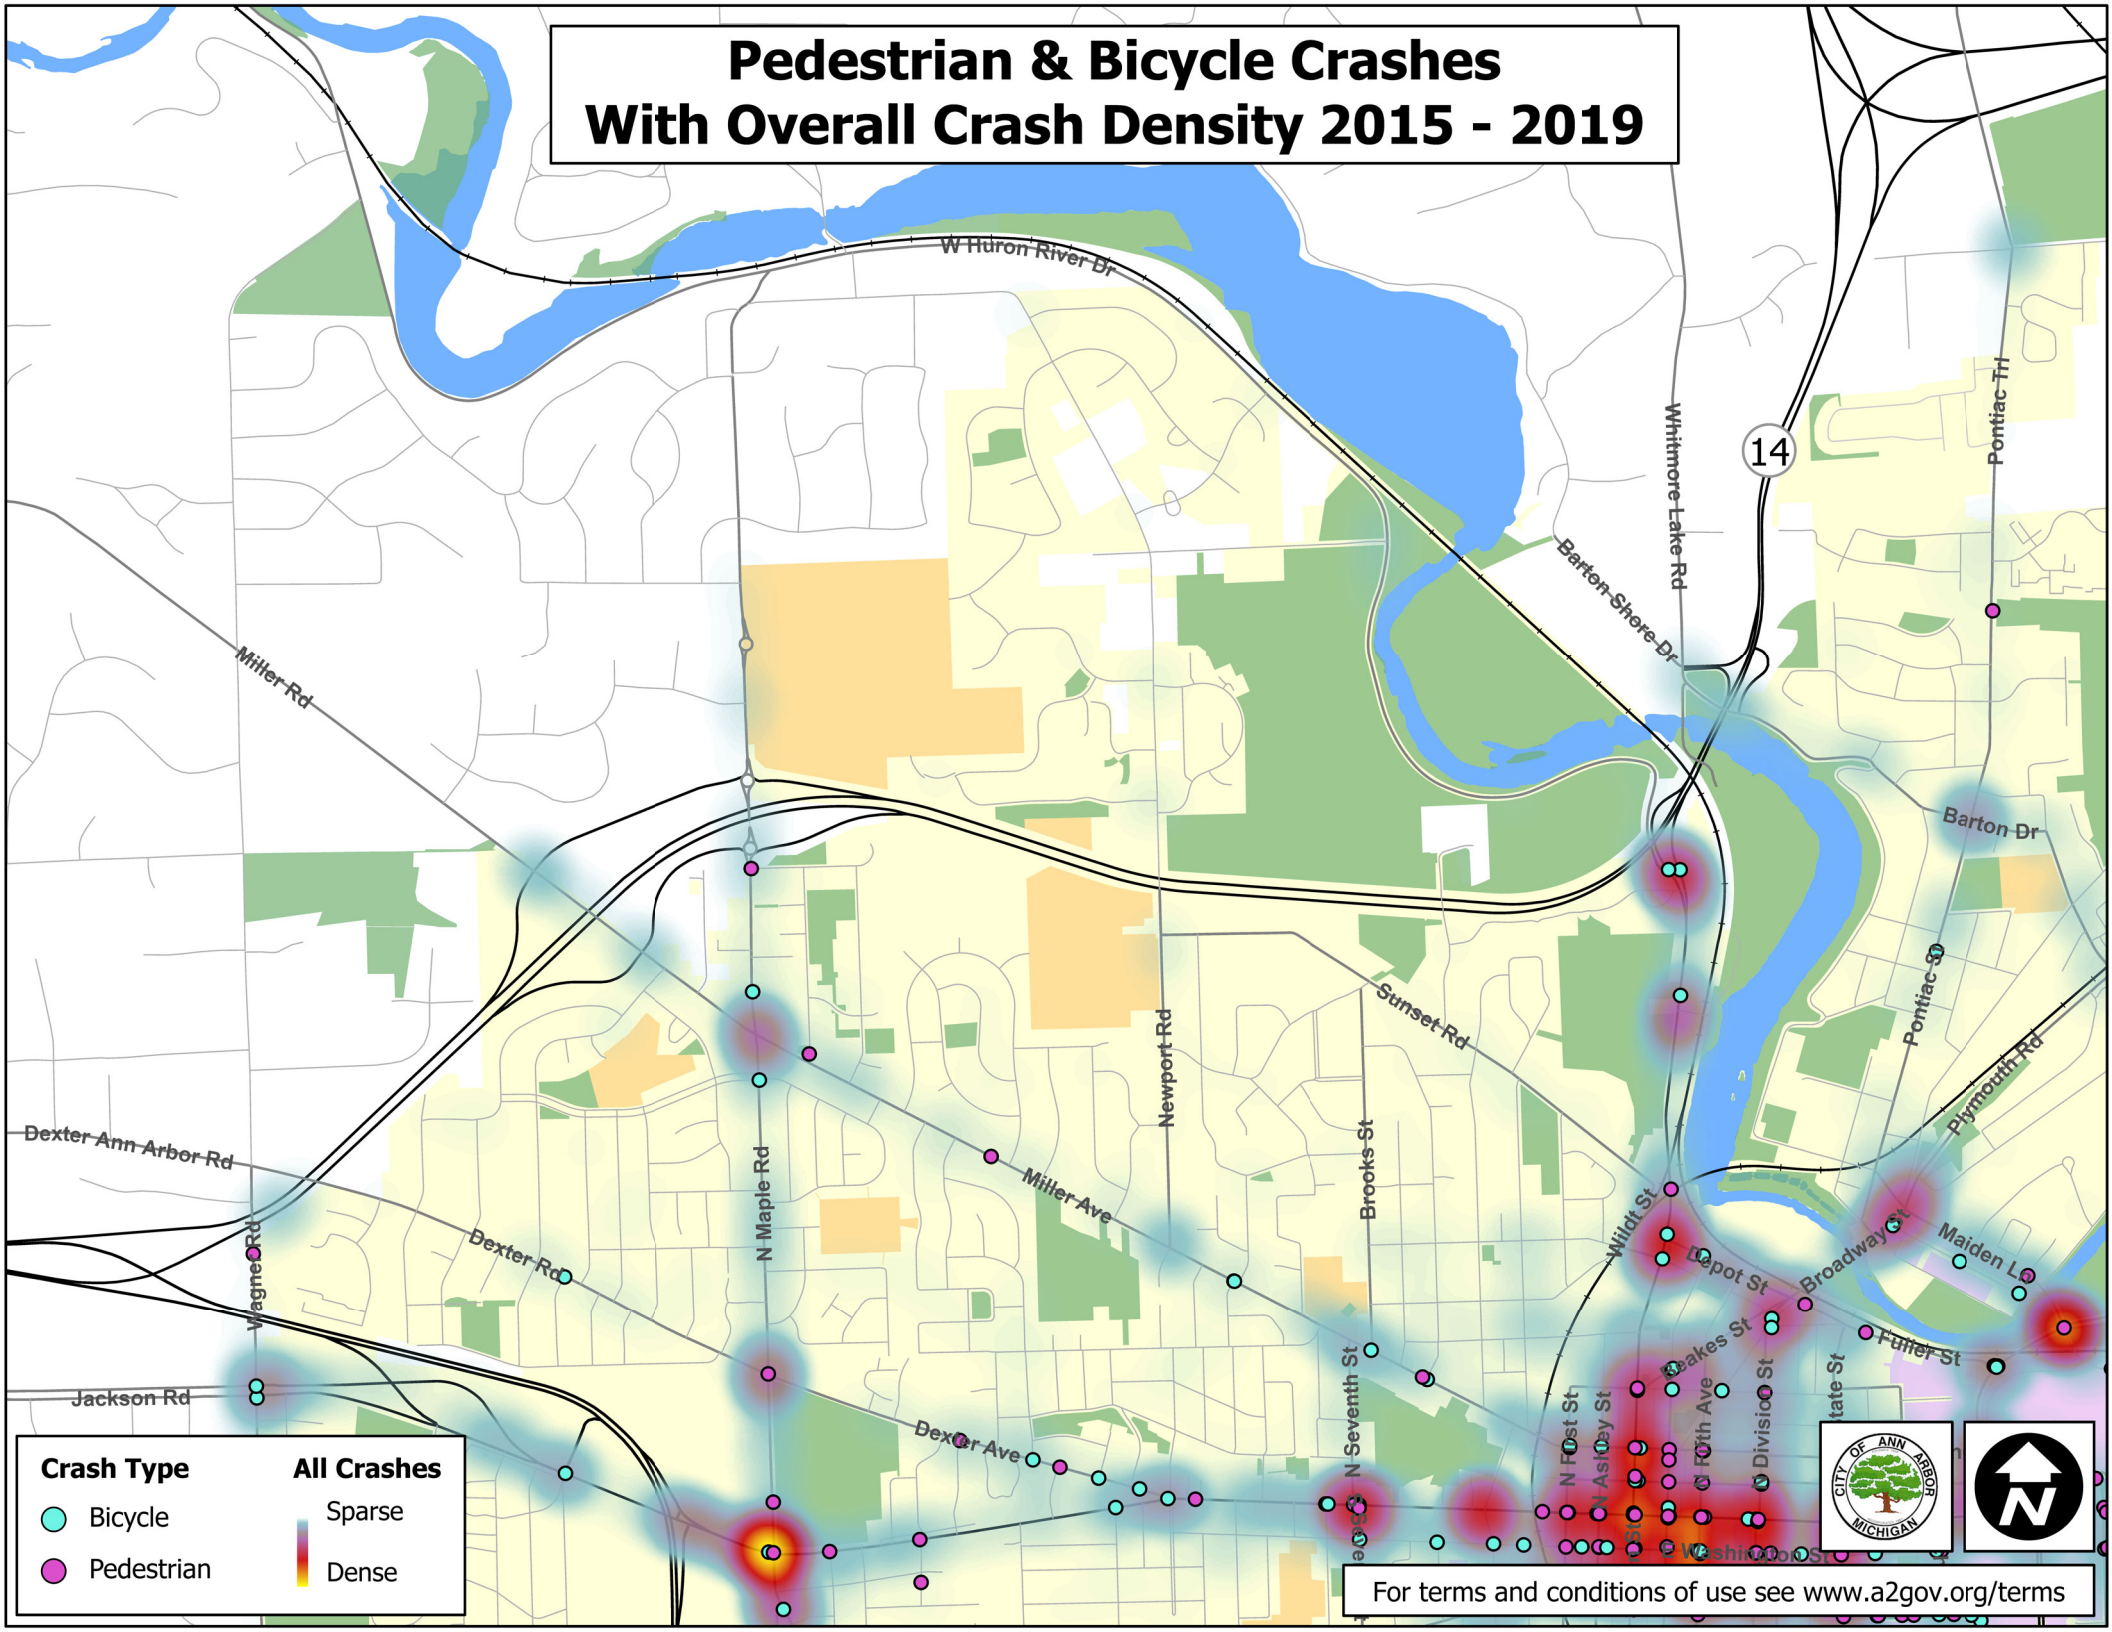 Pedestrian & Bicycle Crashes
With Overall Crash Density 2015 - 2019
W Huron River Dr
Pontiac Trl
Whitmore Lake Rd
14
Barton Shore Dr
Miller Rd
Barton Dr
Pontiac St
Sunset Rd
Newport Rd
Plymouth Rd
Dexter Ann Arbor Rd
Brooks St
N Maple Rd
Miller Ave
Wildt St
Wagner Rd
Dexter Rd
Depot St
Broadway St
Maiden Ln
Beakes St
Fuller St
Jackson Rd
Dexter Ave
N Seventh St
N First St
N Ashley St
N Fifth Ave
N Division St
tate St
E Washington St
Crash Type
Bicycle
Pedestrian
All Crashes
Sparse
Dense
CITY OF ANN ARBOR
MICHIGAN
N
For terms and conditions of use see www.a2gov.org/terms